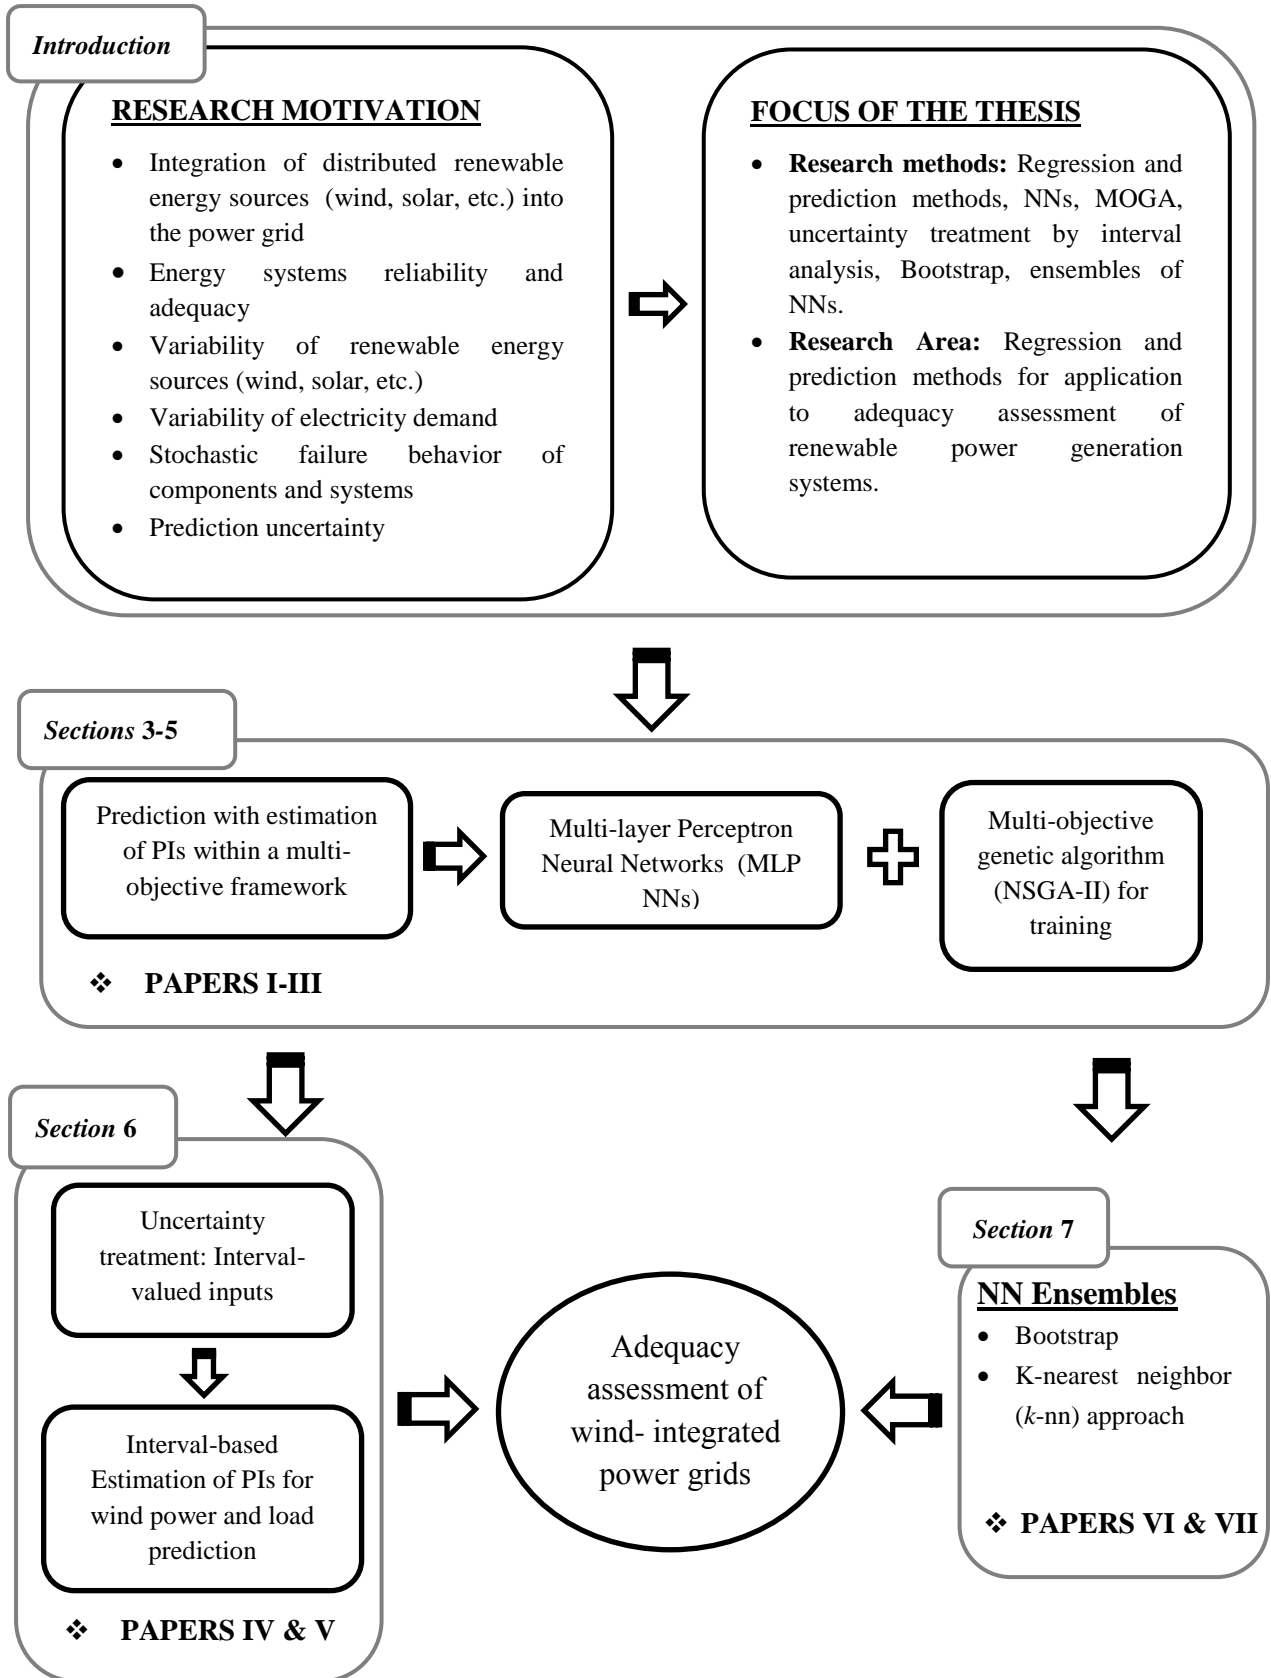 Introduction
RESEARCH MOTIVATION
• Integration of distributed renewable
energy sources (wind, solar, etc.) into
the power grid
• Energy systems reliability and
adequacy
• Variability of renewable energy
sources (wind, solar, etc.)
• Variability of electricity demand
• Stochastic failure behavior of
components and systems
• Prediction uncertainty
FOCUS OF THE THESIS
• Research methods: Regression and
prediction methods, NNs, MOGA,
uncertainty treatment by interval
analysis, Bootstrap, ensembles of
NNs.
• Research Area: Regression and
prediction methods for application
to adequacy assessment of
renewable power generation
systems.
Sections 3-5
Prediction with estimation
of PIs within a multi-
objective framework
Multi-layer Perceptron
Neural Networks (MLP
NNs)
Multi-objective
genetic algorithm
(NSGA-II) for
training
❖ PAPERS I-III
Section 6
Uncertainty
treatment: Interval-
valued inputs
Interval-based
Estimation of PIs for
wind power and load
prediction
❖ PAPERS IV & V
Adequacy
assessment of
wind- integrated
power grids
Section 7
NN Ensembles
• Bootstrap
• K-nearest neighbor
(k-nn) approach
❖ PAPERS VI & VII